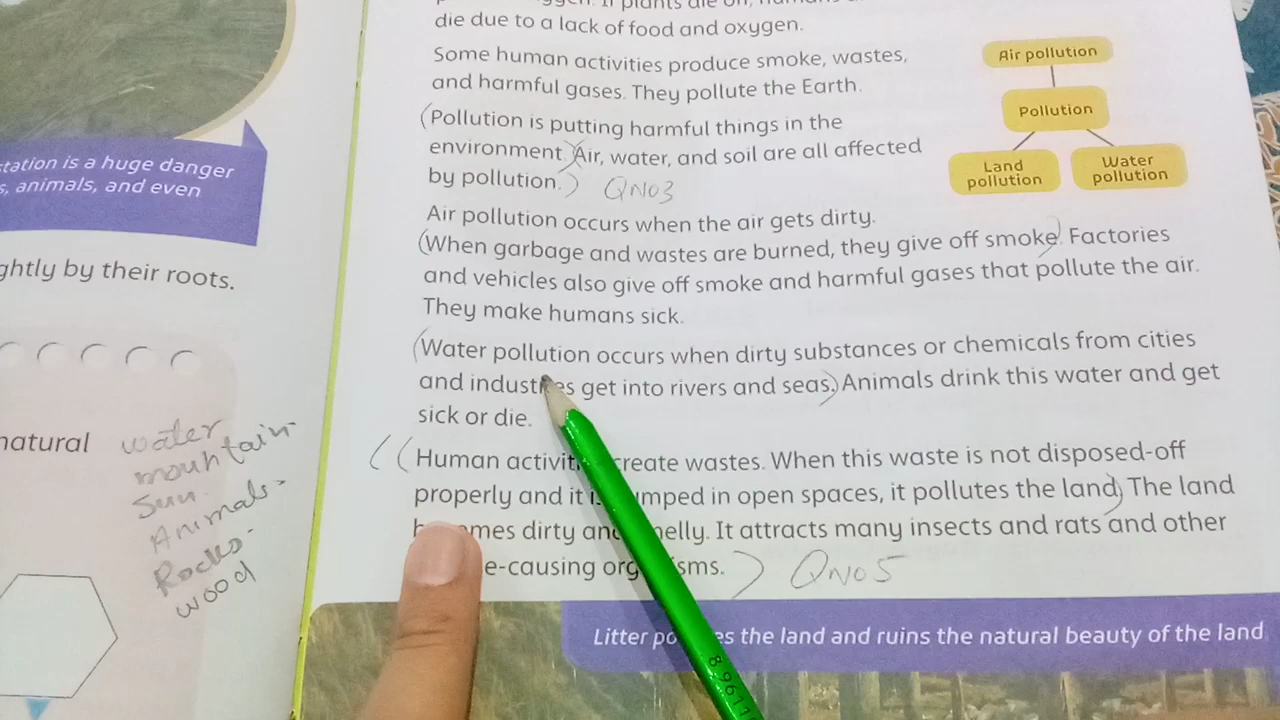 die due to a lack of food and oxygen.
Some human activities produce smoke, wastes,
and harmful gases. They pollute the Earth.
(Pollution is putting harmful things in the
environment.) (Air, water, and soil are all affected
by pollution.) QNo3
Air pollution
Pollution
Land
pollution
Water
pollution
Air pollution occurs when the air gets dirty.
(When garbage and wastes are burned, they give off smoke.) Factories
and vehicles also give off smoke and harmful gases that pollute the air.
They make humans sick.
(Water pollution occurs when dirty substances or chemicals from cities
and industries get into rivers and seas.) Animals drink this water and get
sick or die.
((Human activities create wastes. When this waste is not disposed-off
properly and it is dumped in open spaces, it pollutes the land.) The land
becomes dirty and smelly. It attracts many insects and rats and other
e-causing organisms.) QNo5
Litter pollutes the land and ruins the natural beauty of the land
tation is a huge danger
s, animals, and even
ghtly by their roots.
natural
water
mountain-
Sun.
Animals-
Rocks-
wood
8 9611